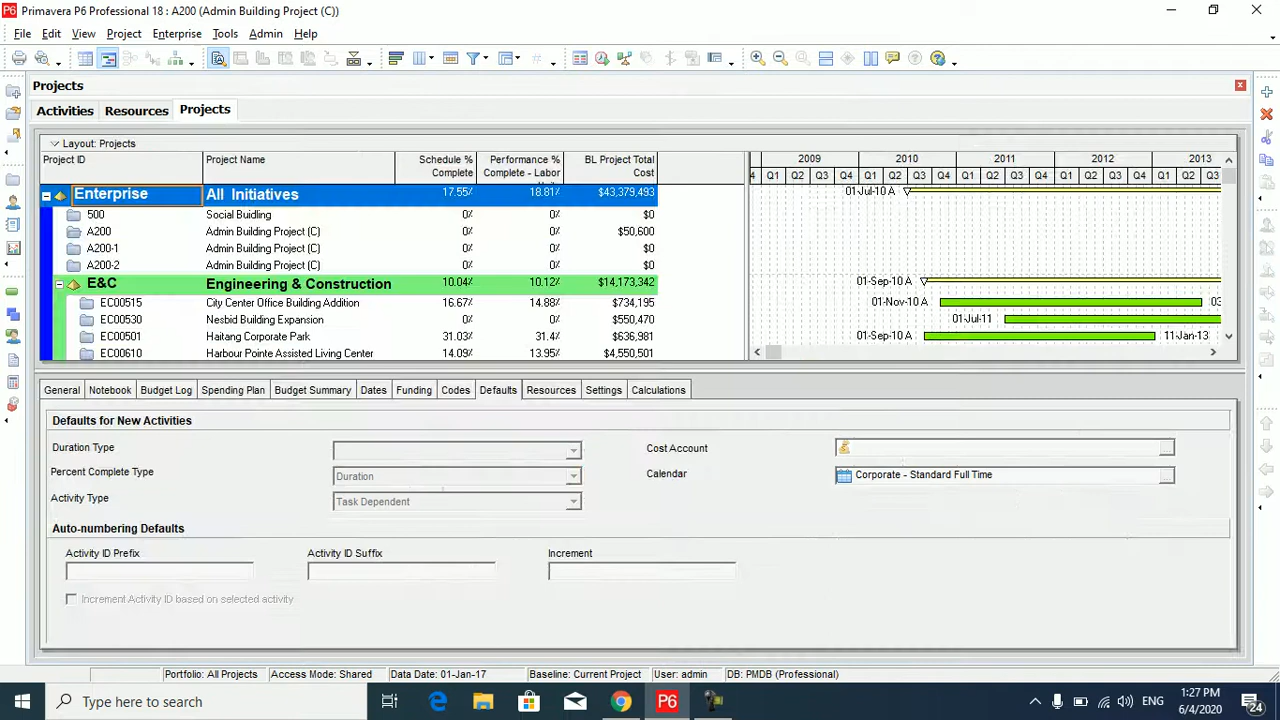 P6 Primavera P6 Professional 18 : A200 (Admin Building Project (C))
File Edit View Project Enterprise Tools Admin Help
Projects
Activities Resources Projects
Layout: Projects
Project ID Project Name Schedule % Complete Performance % Complete - Labor BL Project Total Cost
2009 2010 2011 2012 2013
4 Q1 Q2 Q3 Q4 Q1 Q2 Q3 Q4 Q1 Q2 Q3 Q4 Q1 Q2 Q3 Q4 Q1 Q2 Q3
Enterprise All Initiatives 17.55% 18.81% $43,379,493 01-Jul-10 A
500 Social Buidling 0% 0% $0
A200 Admin Building Project (C) 0% 0% $50,600
A200-1 Admin Building Project (C) 0% 0% $0
A200-2 Admin Building Project (C) 0% 0% $0
E&C Engineering & Construction 10.04% 10.12% $14,173,342 01-Sep-10 A
EC00515 City Center Office Building Addition 16.67% 14.88% $734,195 01-Nov-10 A 03
EC00530 Nesbid Building Expansion 0% 0% $550,470 01-Jul-11
EC00501 Haitang Corporate Park 31.03% 31.4% $636,981 01-Sep-10 A 11-Jan-13
EC00610 Harbour Pointe Assisted Living Center 14.09% 13.95% $4,550,501
General Notebook Budget Log Spending Plan Budget Summary Dates Funding Codes Defaults Resources Settings Calculations
Defaults for New Activities
Duration Type Cost Account
Percent Complete Type Duration Calendar Corporate - Standard Full Time
Activity Type Task Dependent
Auto-numbering Defaults
Activity ID Prefix Activity ID Suffix Increment
Increment Activity ID based on selected activity
Portfolio: All Projects Access Mode: Shared Data Date: 01-Jan-17 Baseline: Current Project User: admin DB: PMDB (Professional)
Type here to search P6 ENG 1:27 PM
6/4/2020 24